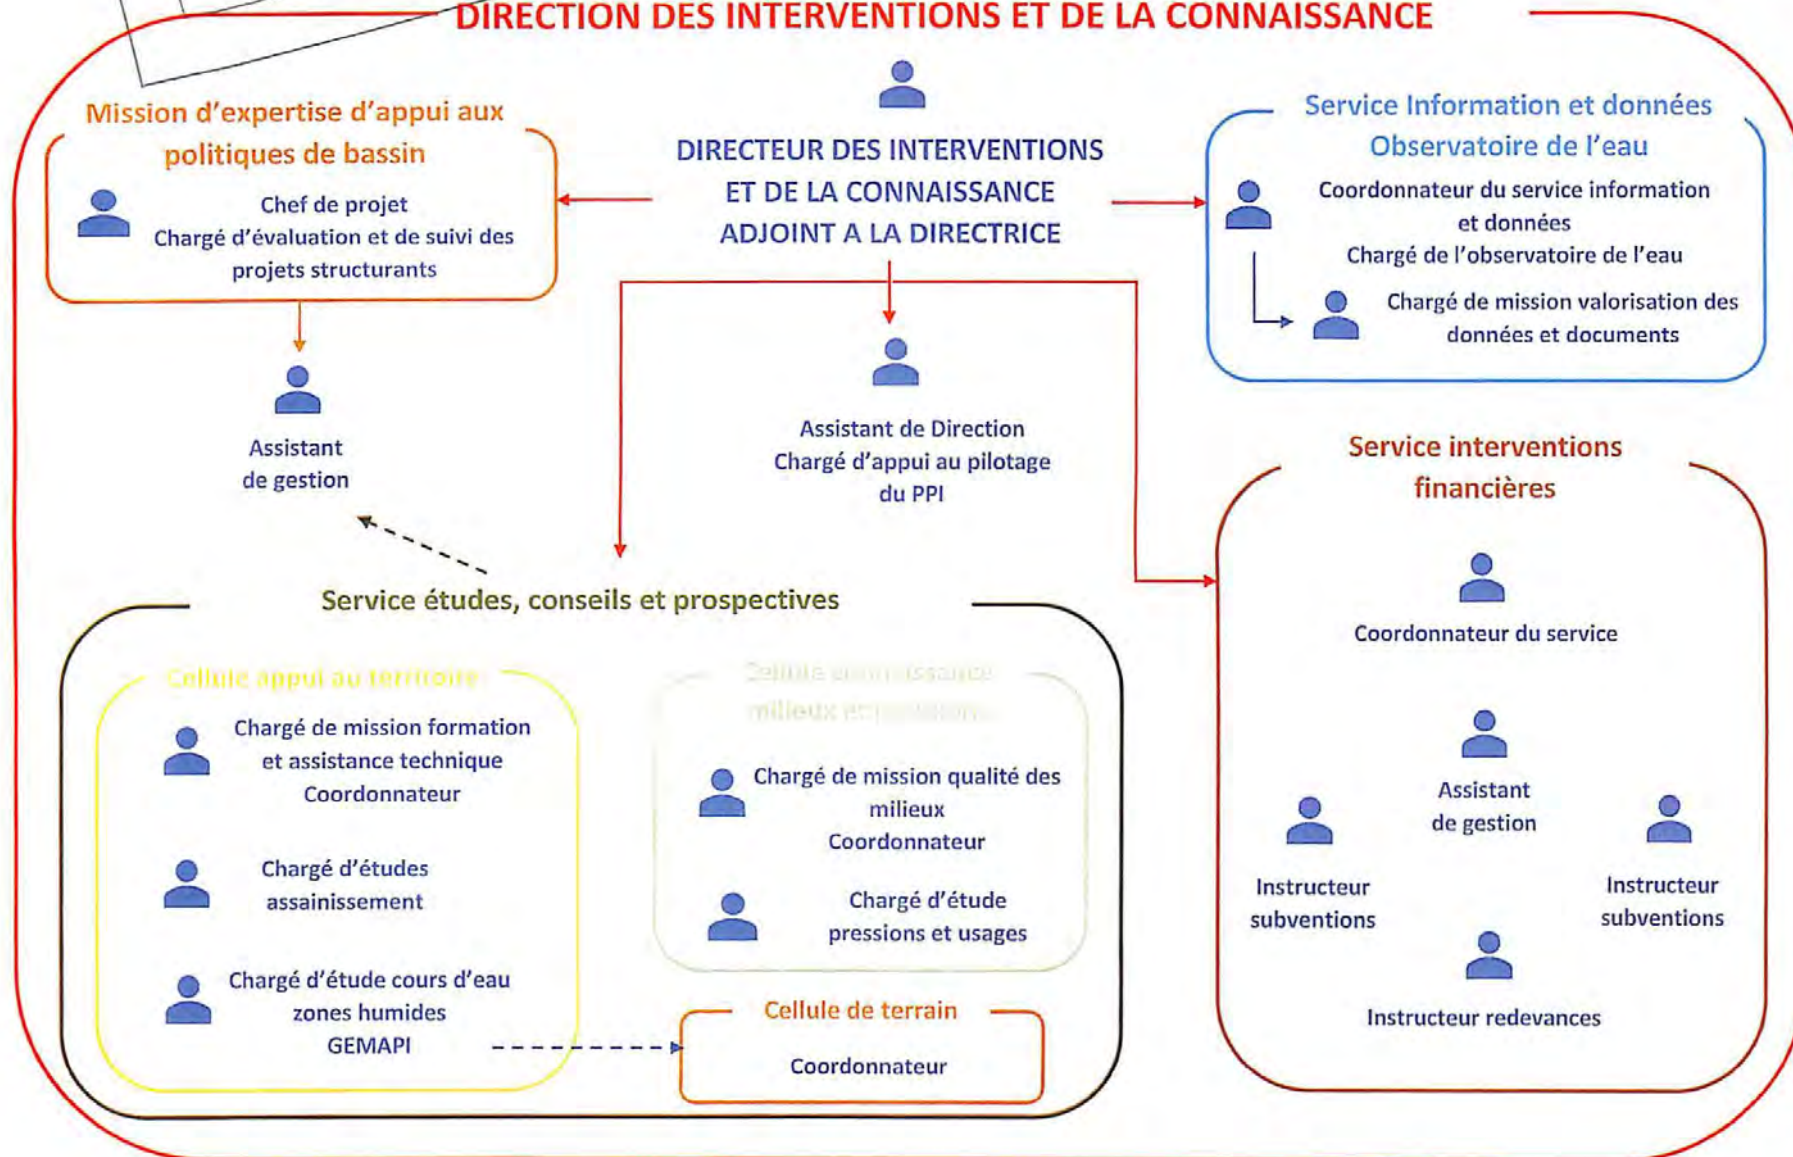 DIRECTION DES INTERVENTIONS ET DE LA CONNAISSANCE
Mission d'expertise d'appui aux
politiques de bassin
Chef de projet
Chargé d'évaluation et de suivi des
projets structurants
DIRECTEUR DES INTERVENTIONS
ET DE LA CONNAISSANCE
ADJOINT A LA DIRECTRICE
Service Information et données
Observatoire de l'eau
Coordonnateur du service information
et données
Chargé de l'observatoire de l'eau
Chargé de mission valorisation des
données et documents
Assistant
de gestion
Assistant de Direction
Chargé d'appui au pilotage
du PPI
Service interventions
financières
Coordonnateur du service
Assistant
de gestion
Instructeur
subventions
Instructeur
subventions
Instructeur redevances
Service études, conseils et prospectives
Cellule appui au territoire
Chargé de mission formation
et assistance technique
Coordonnateur
Chargé d'études
assainissement
Chargé d'étude cours d'eau
zones humides
GEMAPI
Cellule connaissance
milieux et
Chargé de mission qualité des
milieux
Coordonnateur
Chargé d'étude
pressions et usages
Cellule de terrain
Coordonnateur